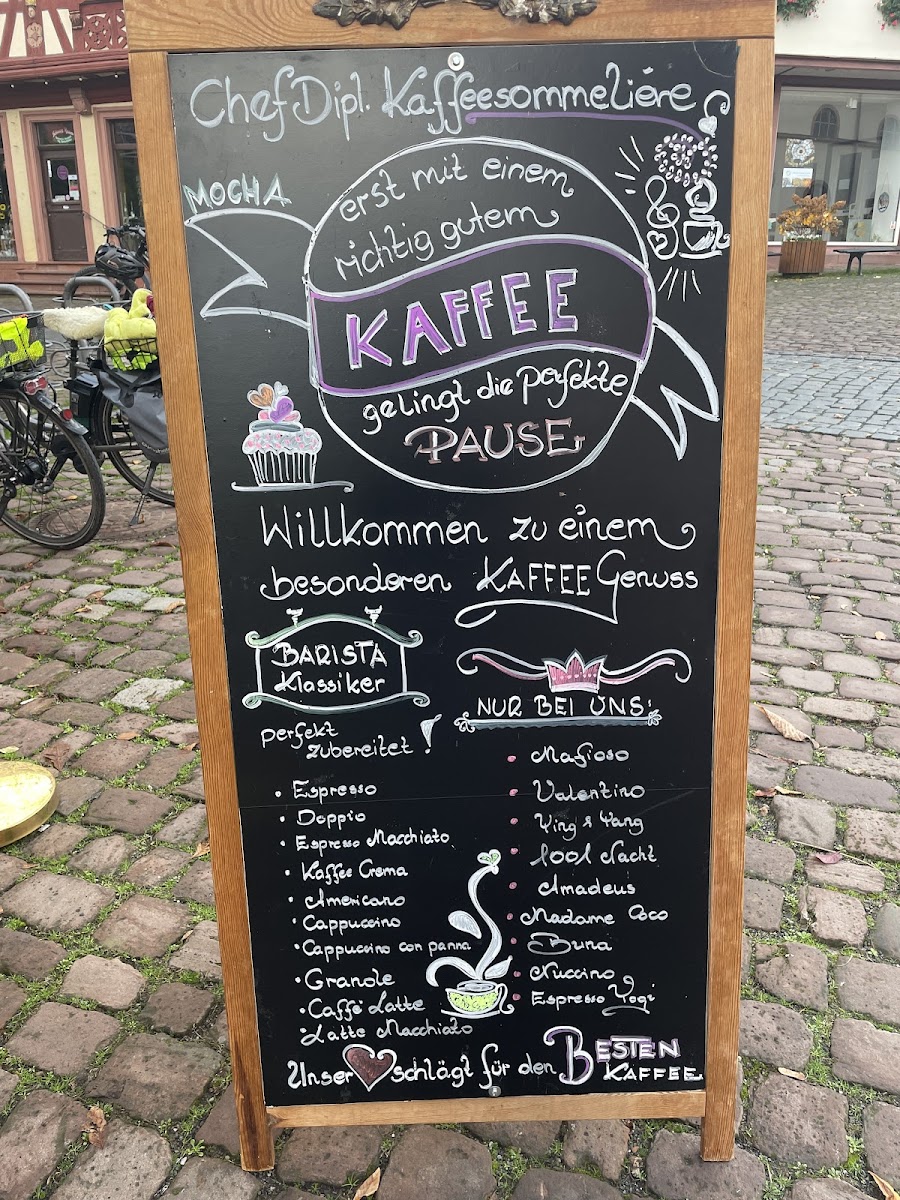 Chef Dipl. Kaffeesommelière
MOCHA
erst mit einem
richtig gutem
KAFFEE
gelingt die perfekte
PAUSE
Willkommen zu einem
besonderen KAFFEE Genuss
BARISTA
Klassiker
perfekt
zubereitet!
• Espresso
• Doppio
• Espresso Macchiato
• Kaffee Crema
• Americano
• Cappuccino
• Cappuccino con panna
• Granole
• Caffé Latte
• Latte Macchiato
NUR BEI UNS:
• Mafioso
• Valentino
• Ying & Yang
• 1001 Nacht
• Amadeus
• Madame Coco
• Buna
• Nuccino
• Espresso Yogi
Unser schlägt für den BESTEN
KAFFEE